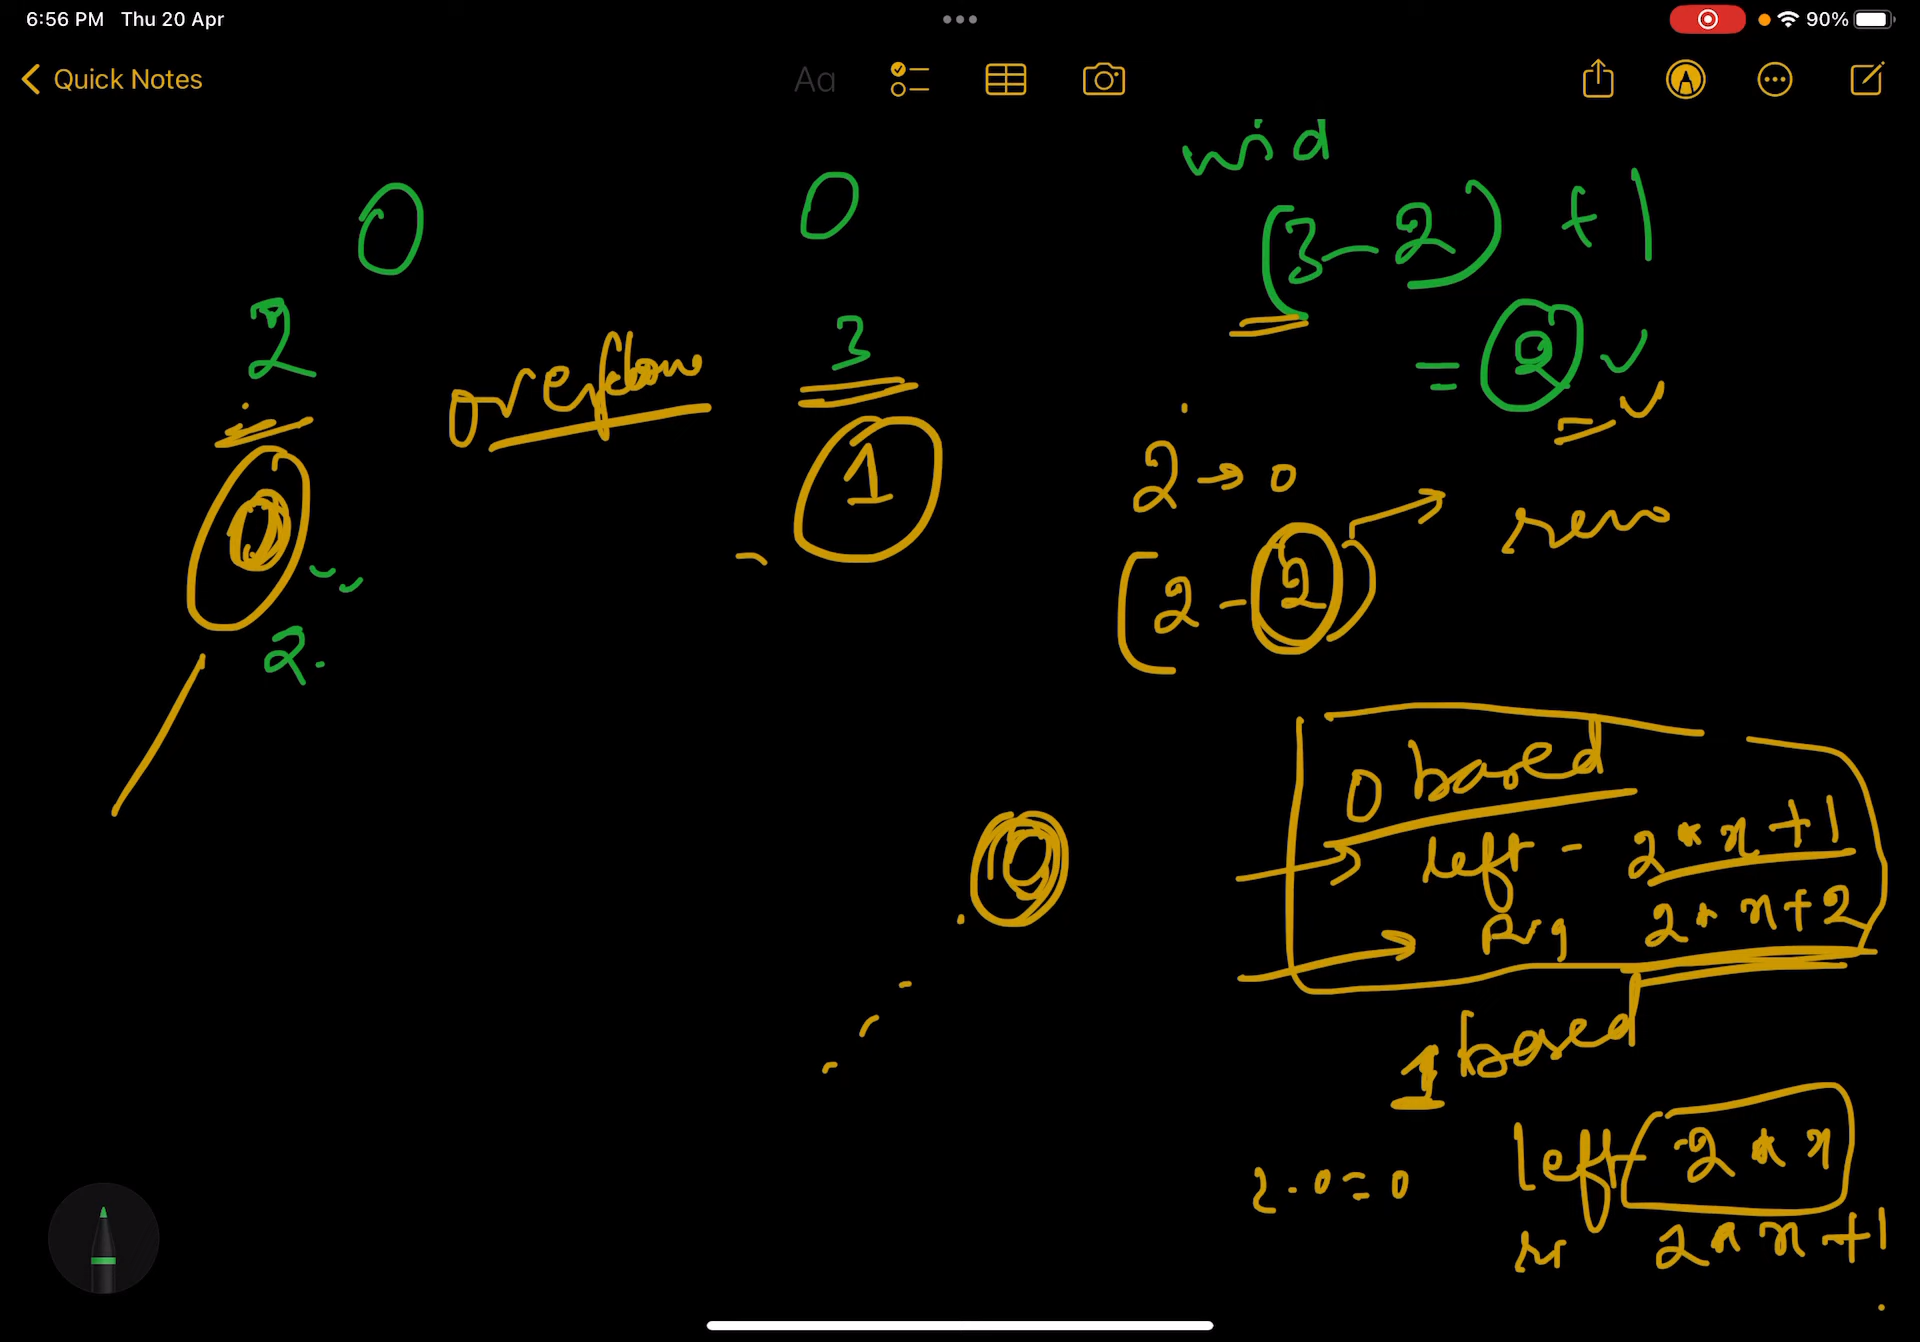 6:56 PM Thu 20 Apr
90%
Quick Notes
Aa
wid
0
0
(3-2) + 1
2
overflow
3
= 2
0
1
2 → 0
(2-2)
2.
0 based
left - 2*x+1
Rig 2*x+2
0
1 based
left - 2*x
2-0=0
2*x+1